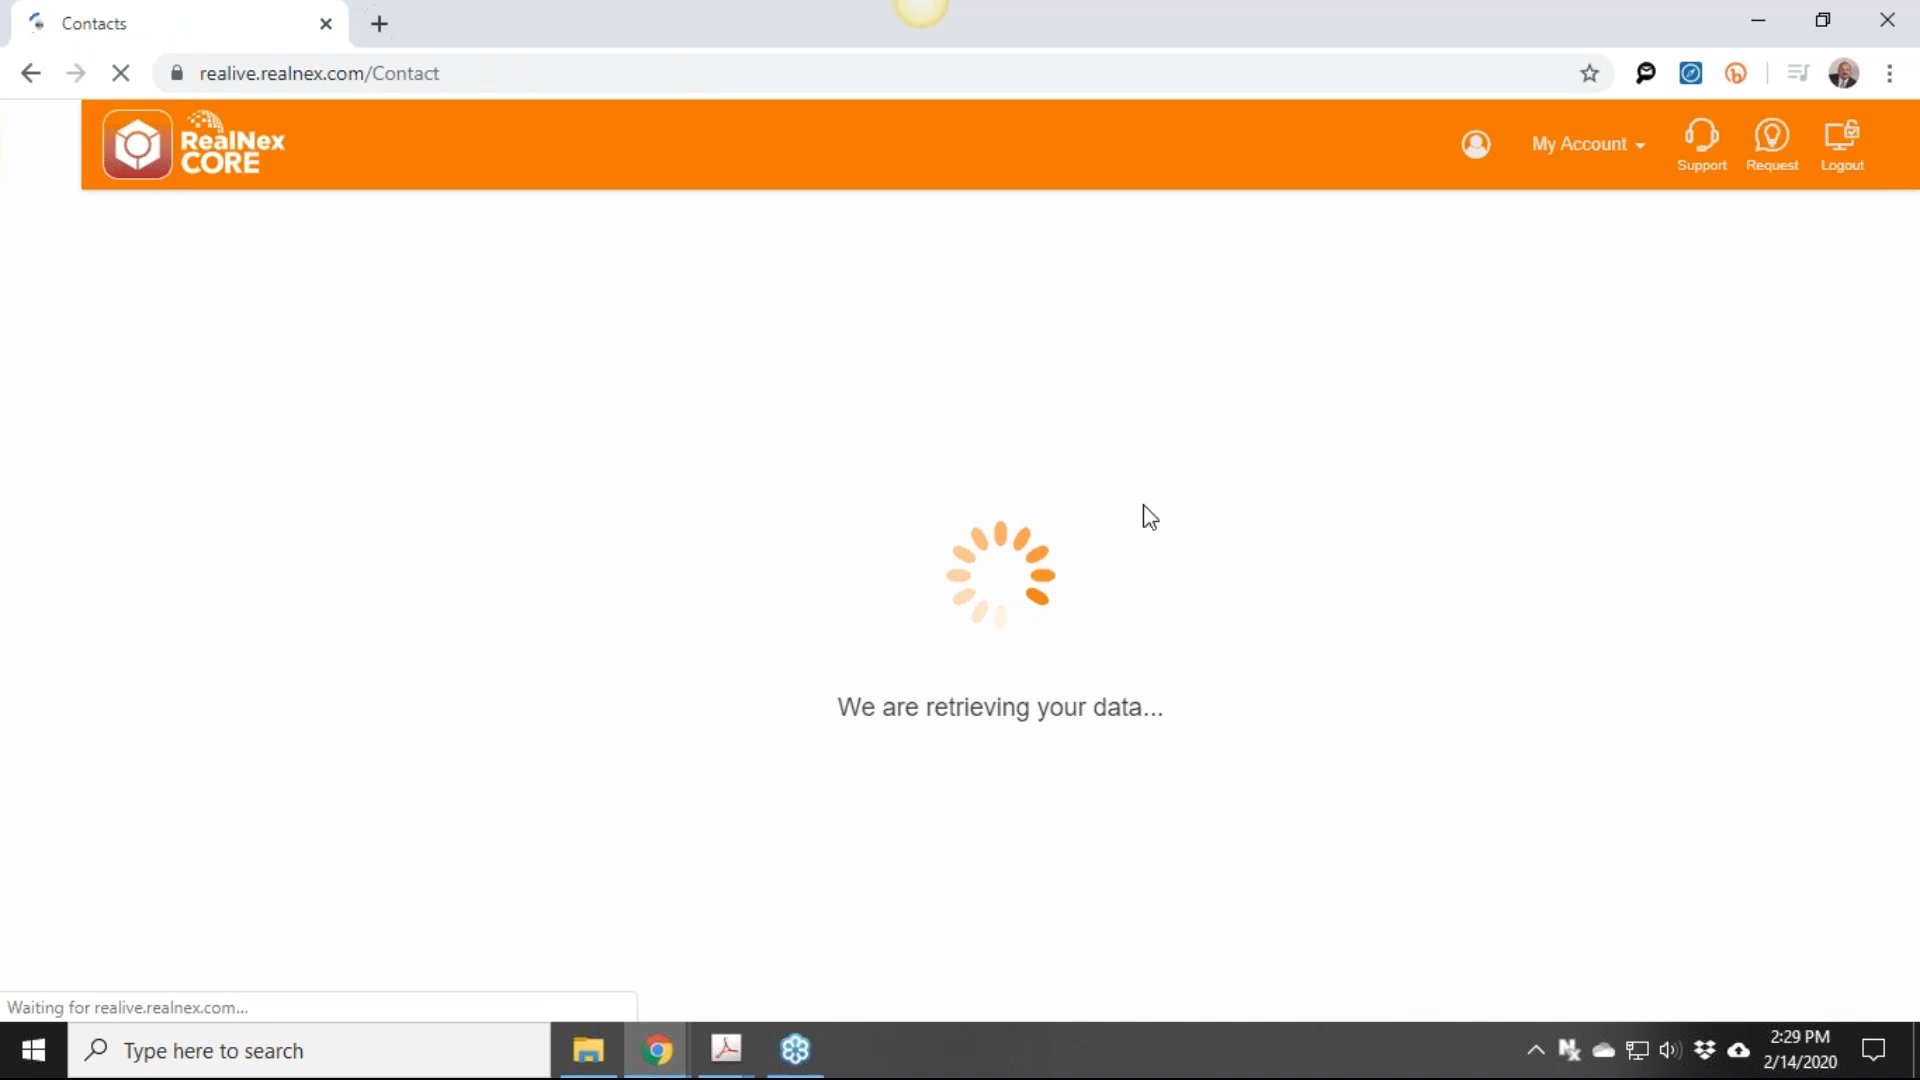 Contacts
realive.realnex.com/Contact
RealNex
CORE
My Account
Support
Request
Logout
We are retrieving your data...
Waiting for realive.realnex.com...
Type here to search
2:29 PM
2/14/2020